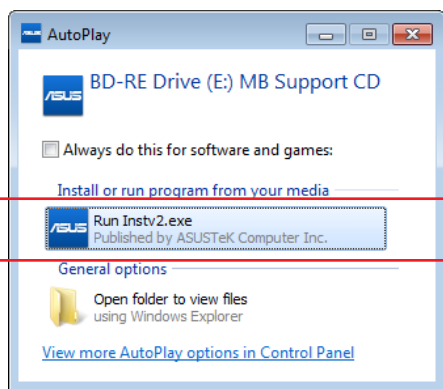 AutoPlay
BD-RE Drive (E:) MB Support CD
/SUS
Always do this for software and games:
Install or run program from your media
/SUS
Run Instv2.exe
Published by ASUSTeK Computer Inc.
General options
Open folder to view files
using Windows Explorer
View more AutoPlay options in Control Panel